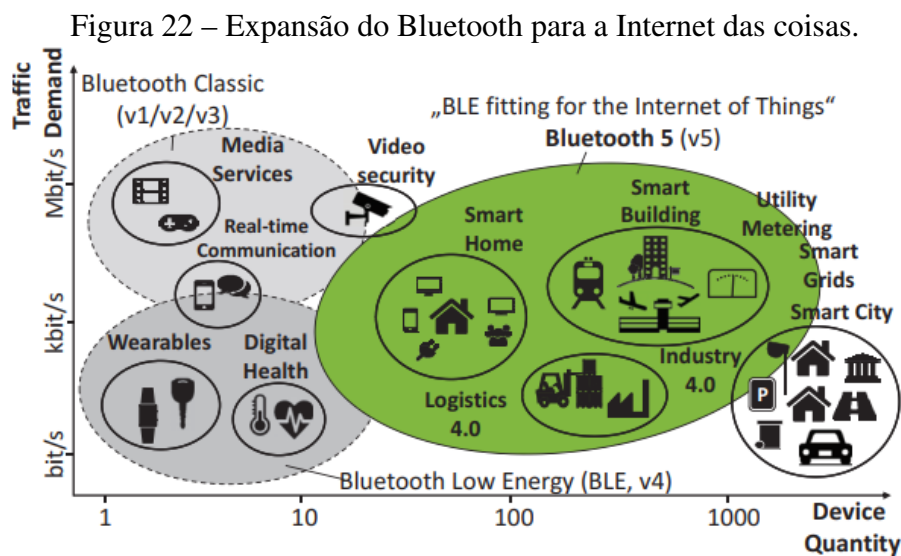 Figura 22 – Expansão do Bluetooth para a Internet das coisas.
Traffic
Demand
Mbit/s
kbit/s
bit/s
Bluetooth Classic
(v1/v2/v3)
Media
Services
Video
security
Real-time
Communication
„BLE fitting for the Internet of Things“
Bluetooth 5 (v5)
Smart
Home
Smart
Building
Utility
Metering
Smart
Grids
Smart City
Wearables
Digital
Health
Logistics
4.0
Industry
4.0
P
Bluetooth Low Energy (BLE, v4)
1
10
100
1000
Device
Quantity